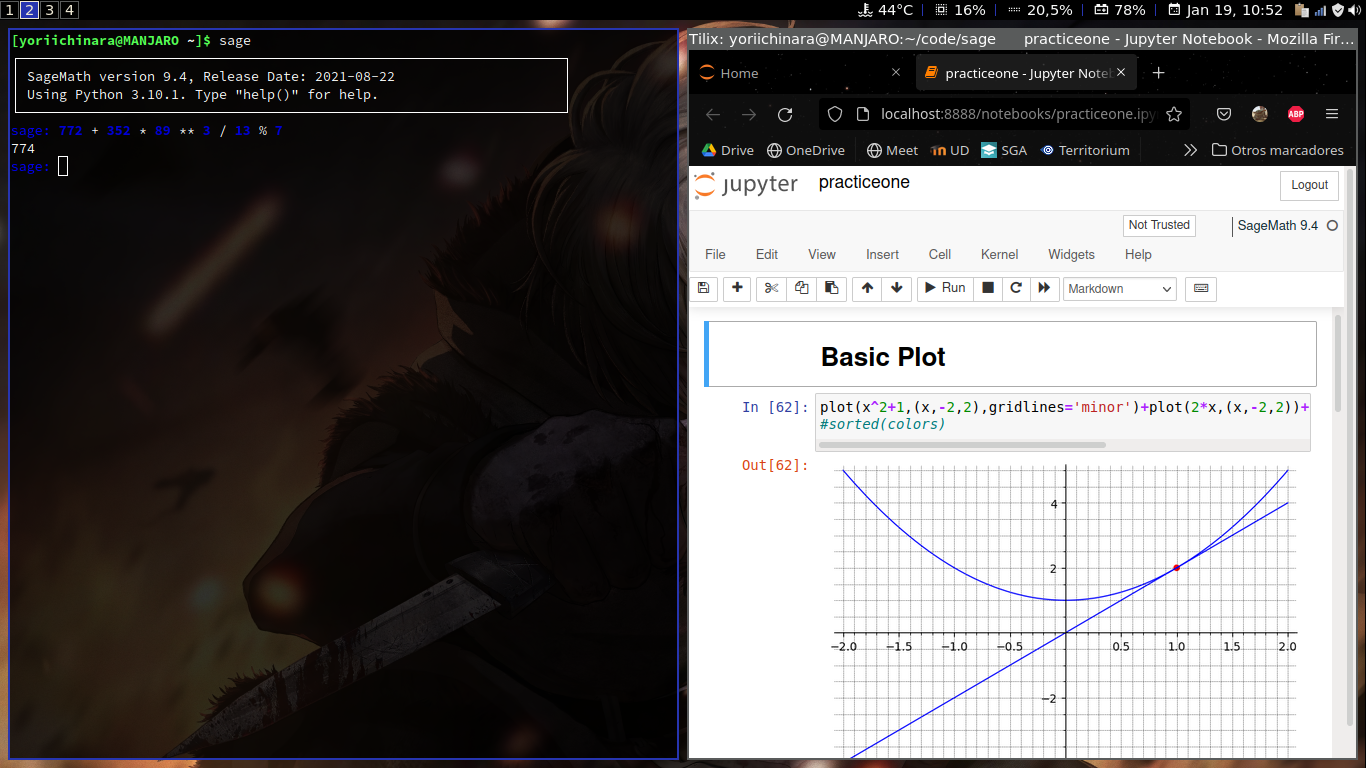 1 2 3 4 44°C 16% 20,5% 78% Jan 19, 10:52
[yoriichinara@MANJARO ~]$ sage
SageMath version 9.4, Release Date: 2021-08-22
Using Python 3.10.1. Type "help()" for help.
sage: 772 + 352 * 89 ** 3 / 13 % 7
774
sage:
Tilix: yoriichinara@MANJARO:~/code/sage practiceone - Jupyter Notebook - Mozilla Fir…
Home practiceone - Jupyter Noteb
localhost:8888/notebooks/practiceone.ipy
ABP
Drive OneDrive Meet UD SGA Territorium Otros marcadores
jupyter practiceone Logout
Not Trusted SageMath 9.4
File Edit View Insert Cell Kernel Widgets Help
Run Markdown
Basic Plot
In [62]: plot(x^2+1,(x,-2,2),gridlines='minor')+plot(2*x,(x,-2,2))+
#sorted(colors)
Out[62]:
4
2
−2.0 −1.5 −1.0 −0.5 0.5 1.0 1.5 2.0
−2